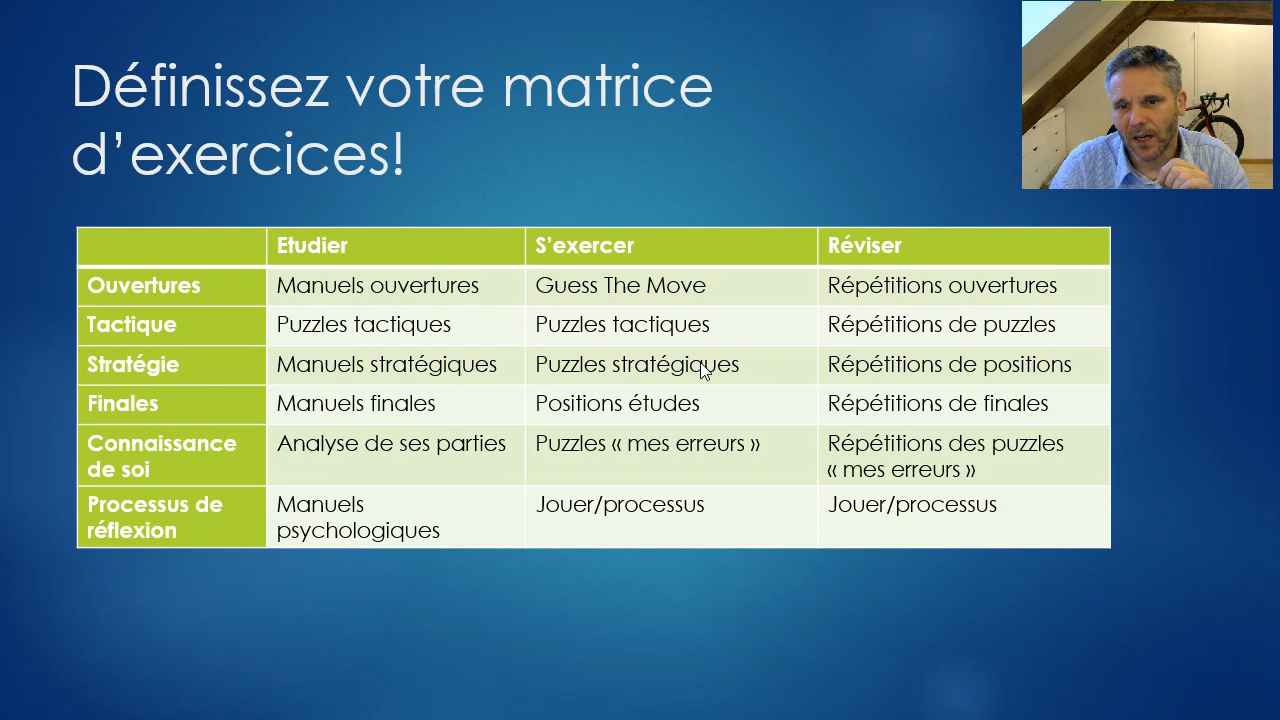 Définissez votre matrice
d’exercices!
Etudier S’exercer Réviser
Ouvertures Manuels ouvertures Guess The Move Répétitions ouvertures
Tactique Puzzles tactiques Puzzles tactiques Répétitions de puzzles
Stratégie Manuels stratégiques Puzzles stratégiques Répétitions de positions
Finales Manuels finales Positions études Répétitions de finales
Connaissance Analyse de ses parties Puzzles « mes erreurs » Répétitions des puzzles
de soi « mes erreurs »
Processus de Manuels Jouer/processus Jouer/processus
réflexion psychologiques